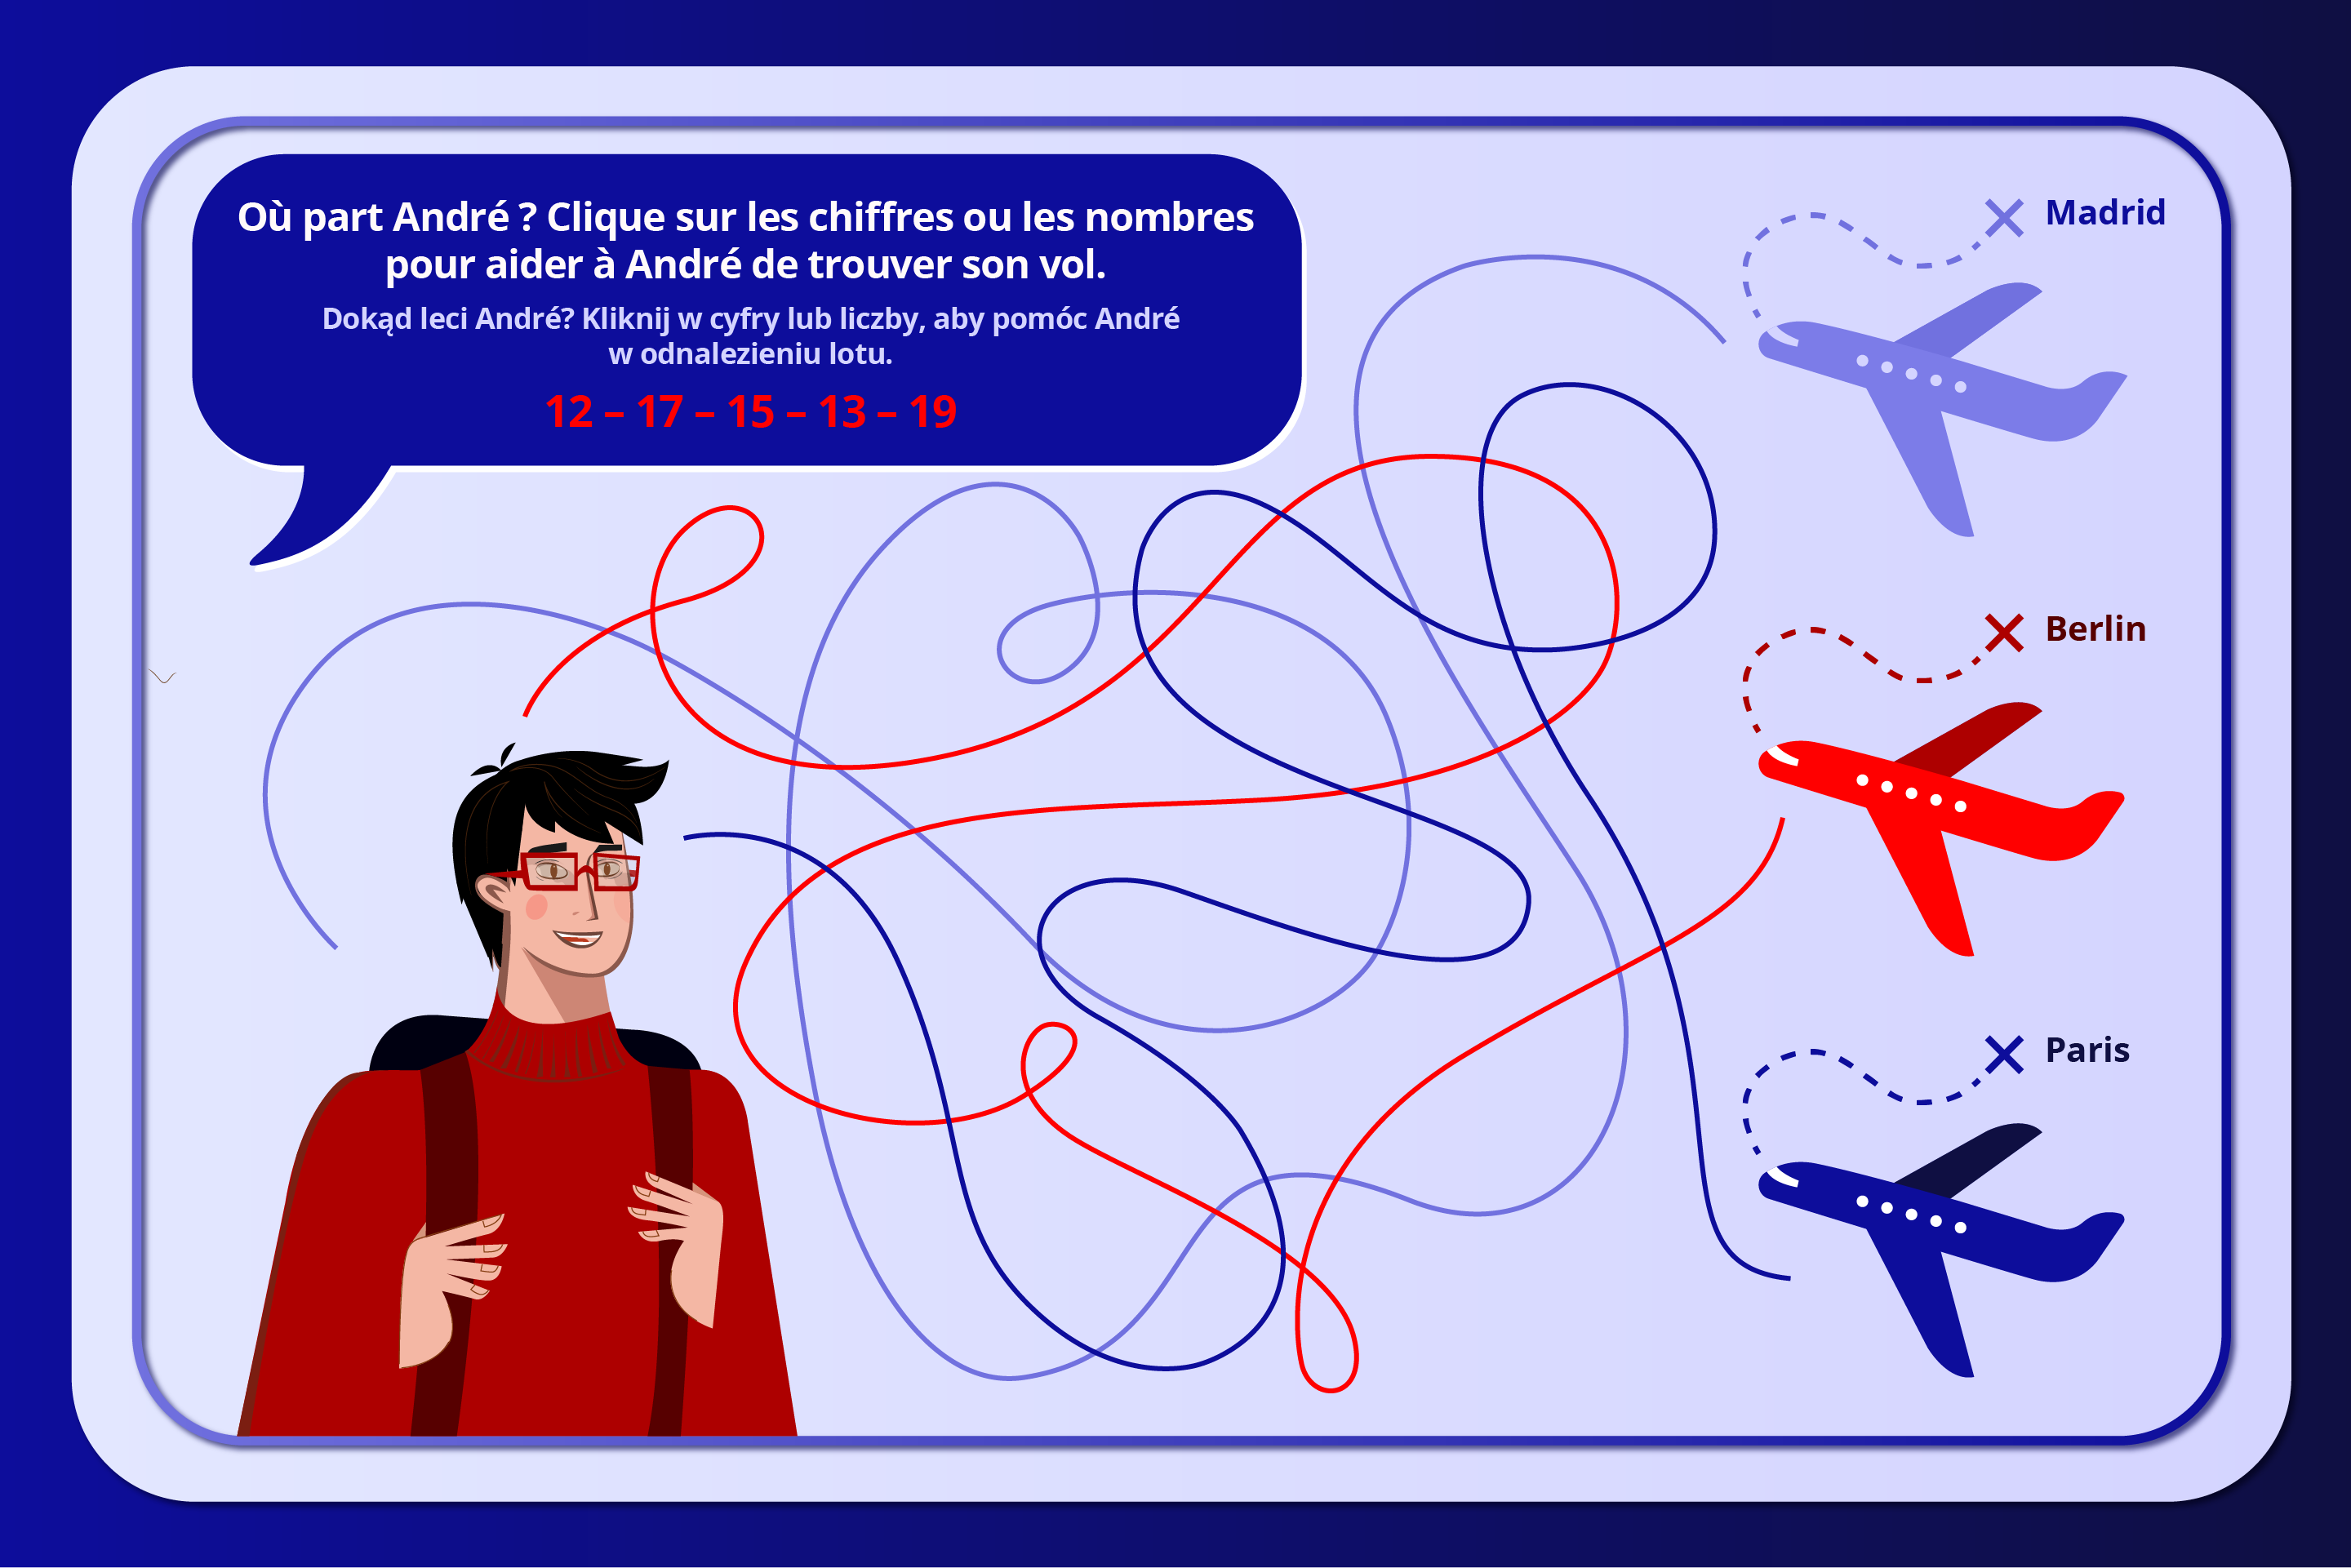 Où part André ? Clique sur les chiffres ou les nombres
pour aider à André de trouver son vol.
Dokąd leci André? Kliknij w cyfry lub liczby, aby pomóc André
w odnalezieniu lotu.
12 – 17 – 15 – 13 – 19
Madrid
Berlin
Paris